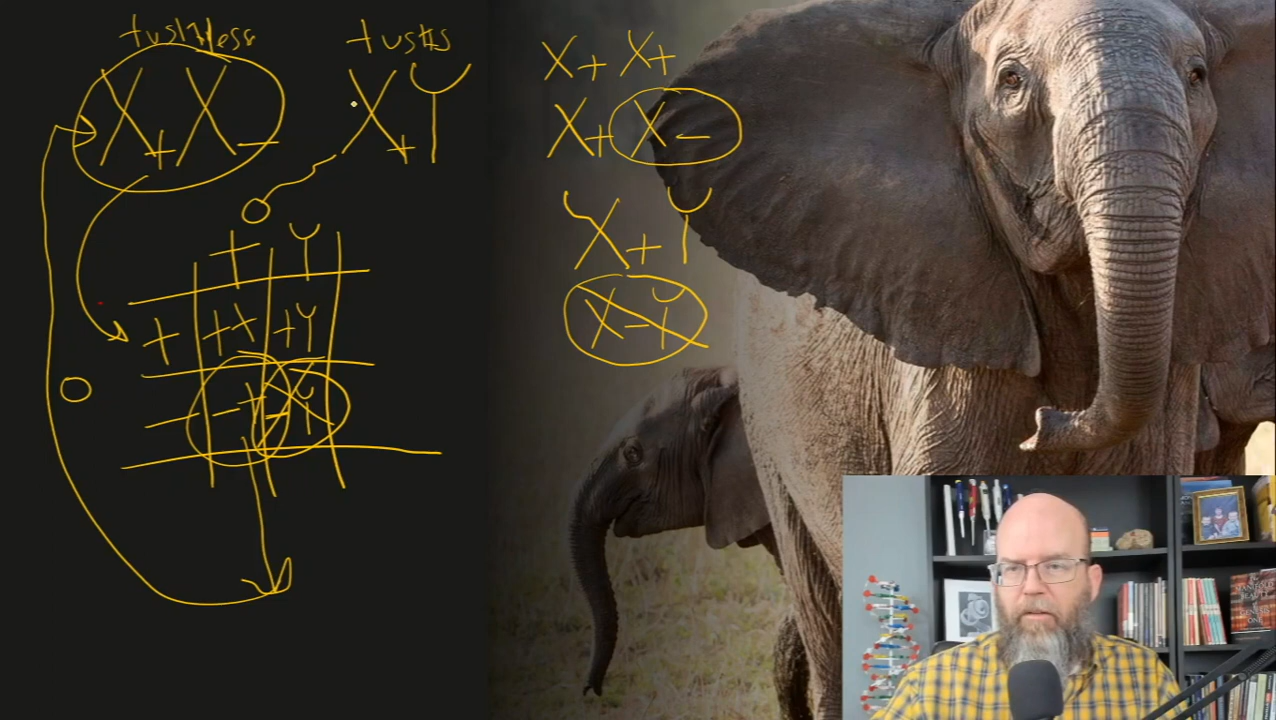 tuskless tusks
X+ X- X+ Y
+ Y
+ +X +Y
- -+ -Y
X+ X+
X+ X-
X+ Y
X- Y